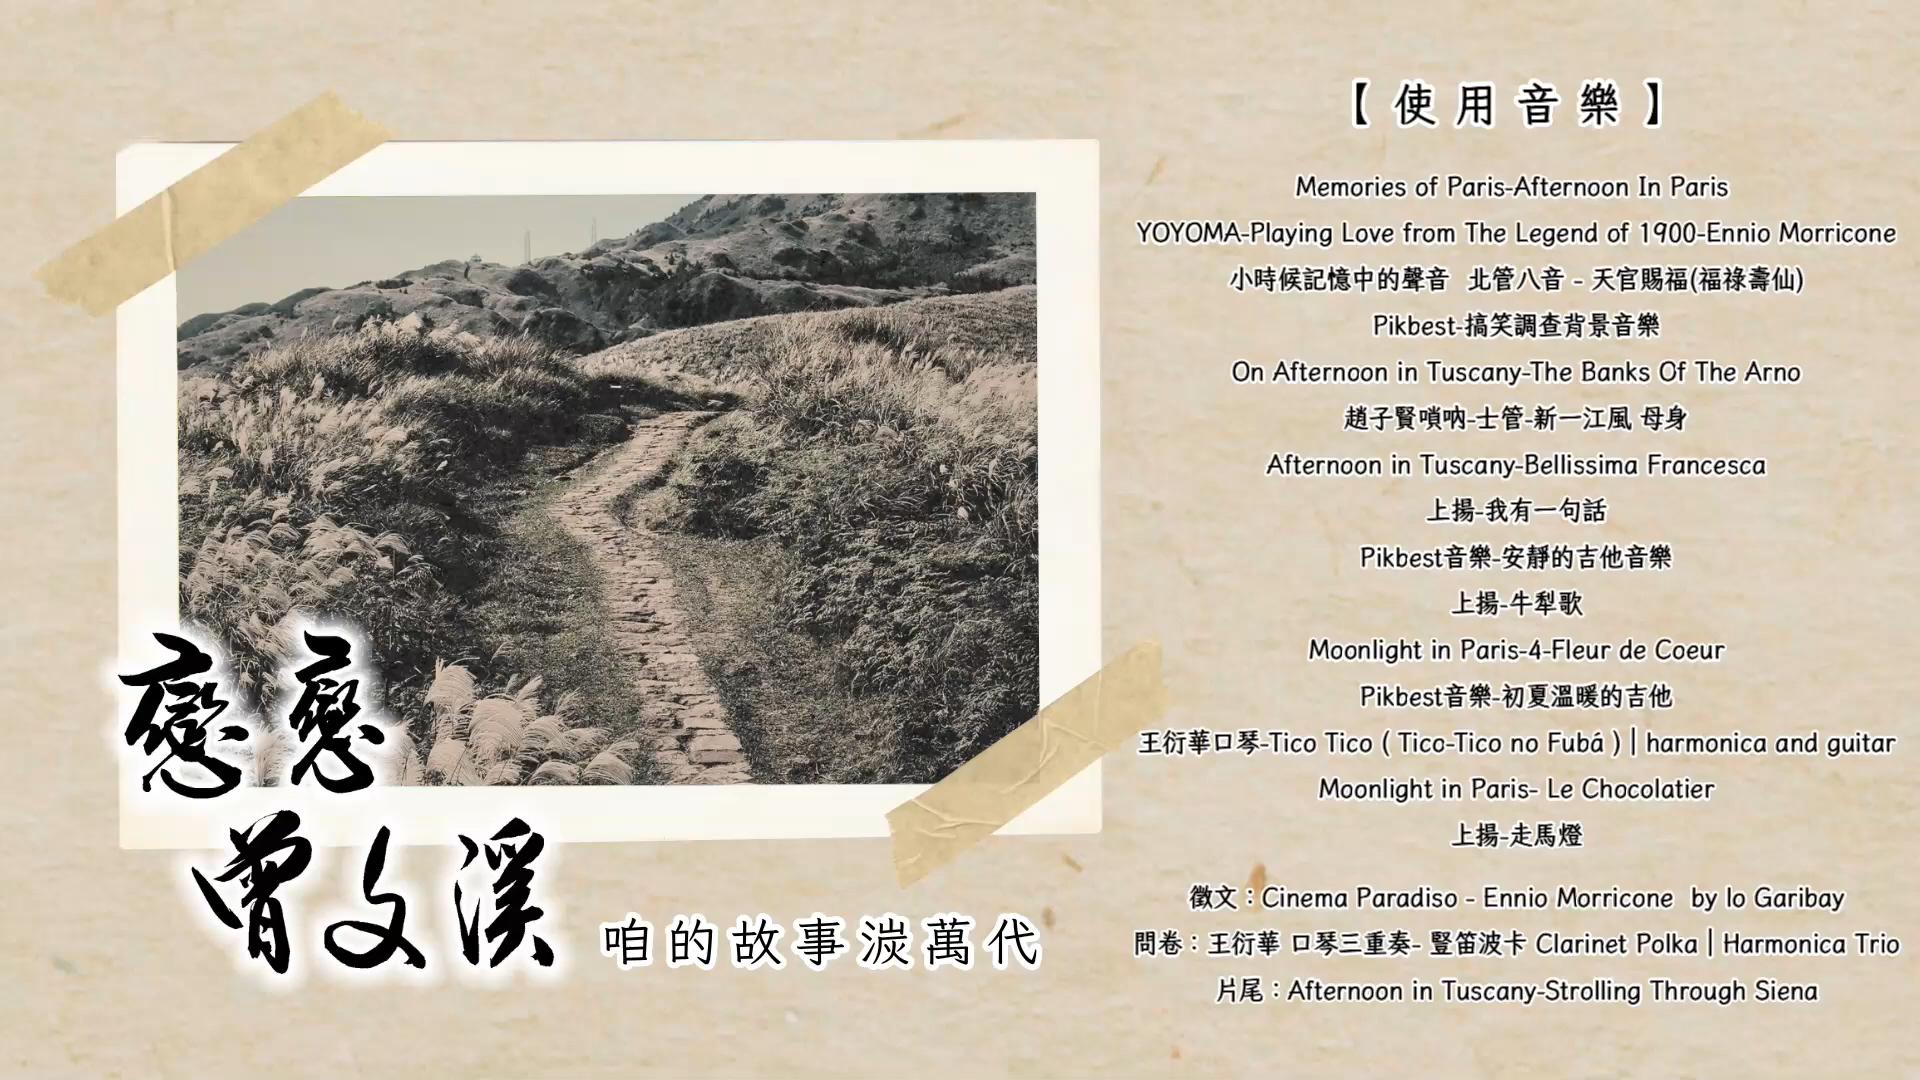 戀戀
曾文溪
咱的故事湠萬代
【使用音樂】
Memories of Paris-Afternoon In Paris
YOYOMA-Playing Love from The Legend of 1900-Ennio Morricone
小時候記憶中的聲音 北管八音 - 天官賜福(福祿壽仙)
Pikbest-搞笑調查背景音樂
On Afternoon in Tuscany-The Banks Of The Arno
趙子賢嗩吶-士管-新一江風 母身
Afternoon in Tuscany-Bellissima Francesca
上揚-我有一句話
Pikbest音樂-安靜的吉他音樂
上揚-牛犁歌
Moonlight in Paris-4-Fleur de Coeur
Pikbest音樂-初夏溫暖的吉他
王衍華口琴-Tico Tico ( Tico-Tico no Fubá ) | harmonica and guitar
Moonlight in Paris- Le Chocolatier
上揚-走馬燈
徵文：Cinema Paradiso - Ennio Morricone by lo Garibay
問卷：王衍華 口琴三重奏- 豎笛波卡 Clarinet Polka | Harmonica Trio
片尾：Afternoon in Tuscany-Strolling Through Siena